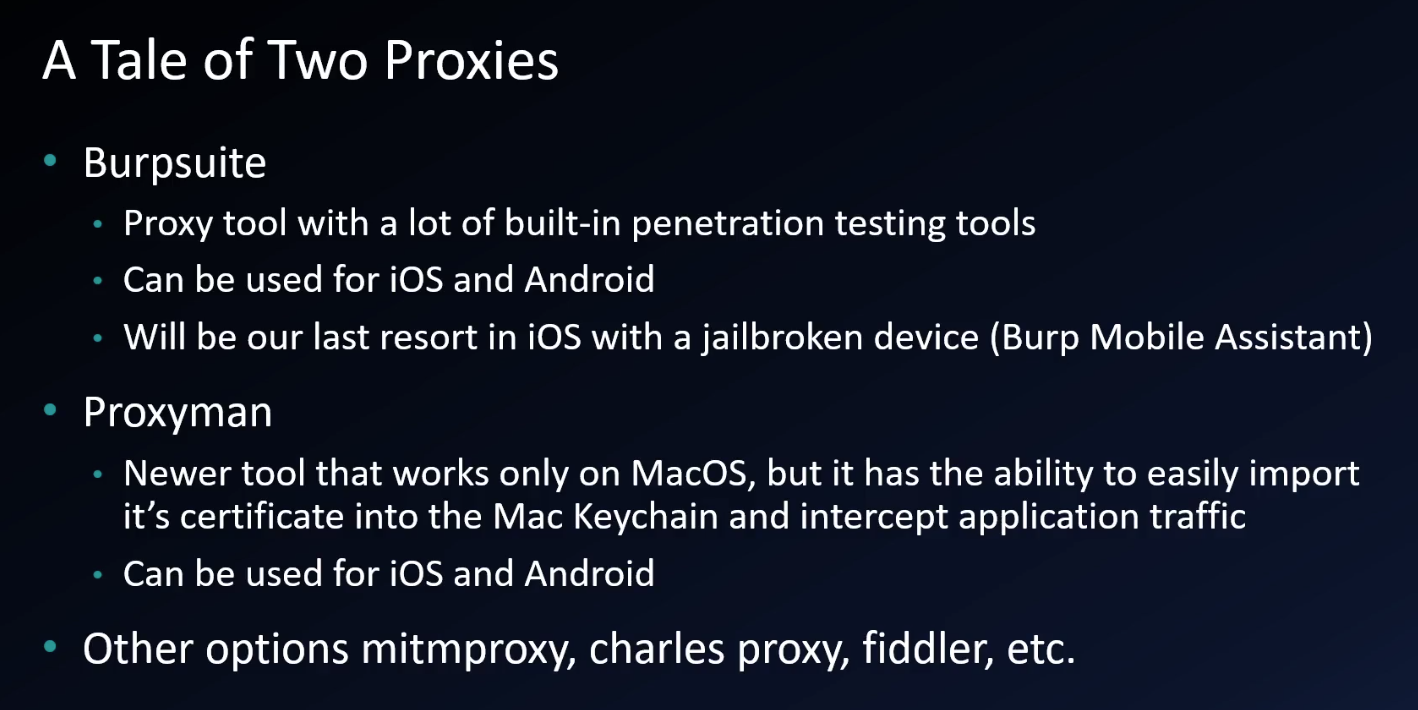 A Tale of Two Proxies
• Burpsuite
• Proxy tool with a lot of built-in penetration testing tools
• Can be used for iOS and Android
• Will be our last resort in iOS with a jailbroken device (Burp Mobile Assistant)
• Proxyman
• Newer tool that works only on MacOS, but it has the ability to easily import
it’s certificate into the Mac Keychain and intercept application traffic
• Can be used for iOS and Android
• Other options mitmproxy, charles proxy, fiddler, etc.